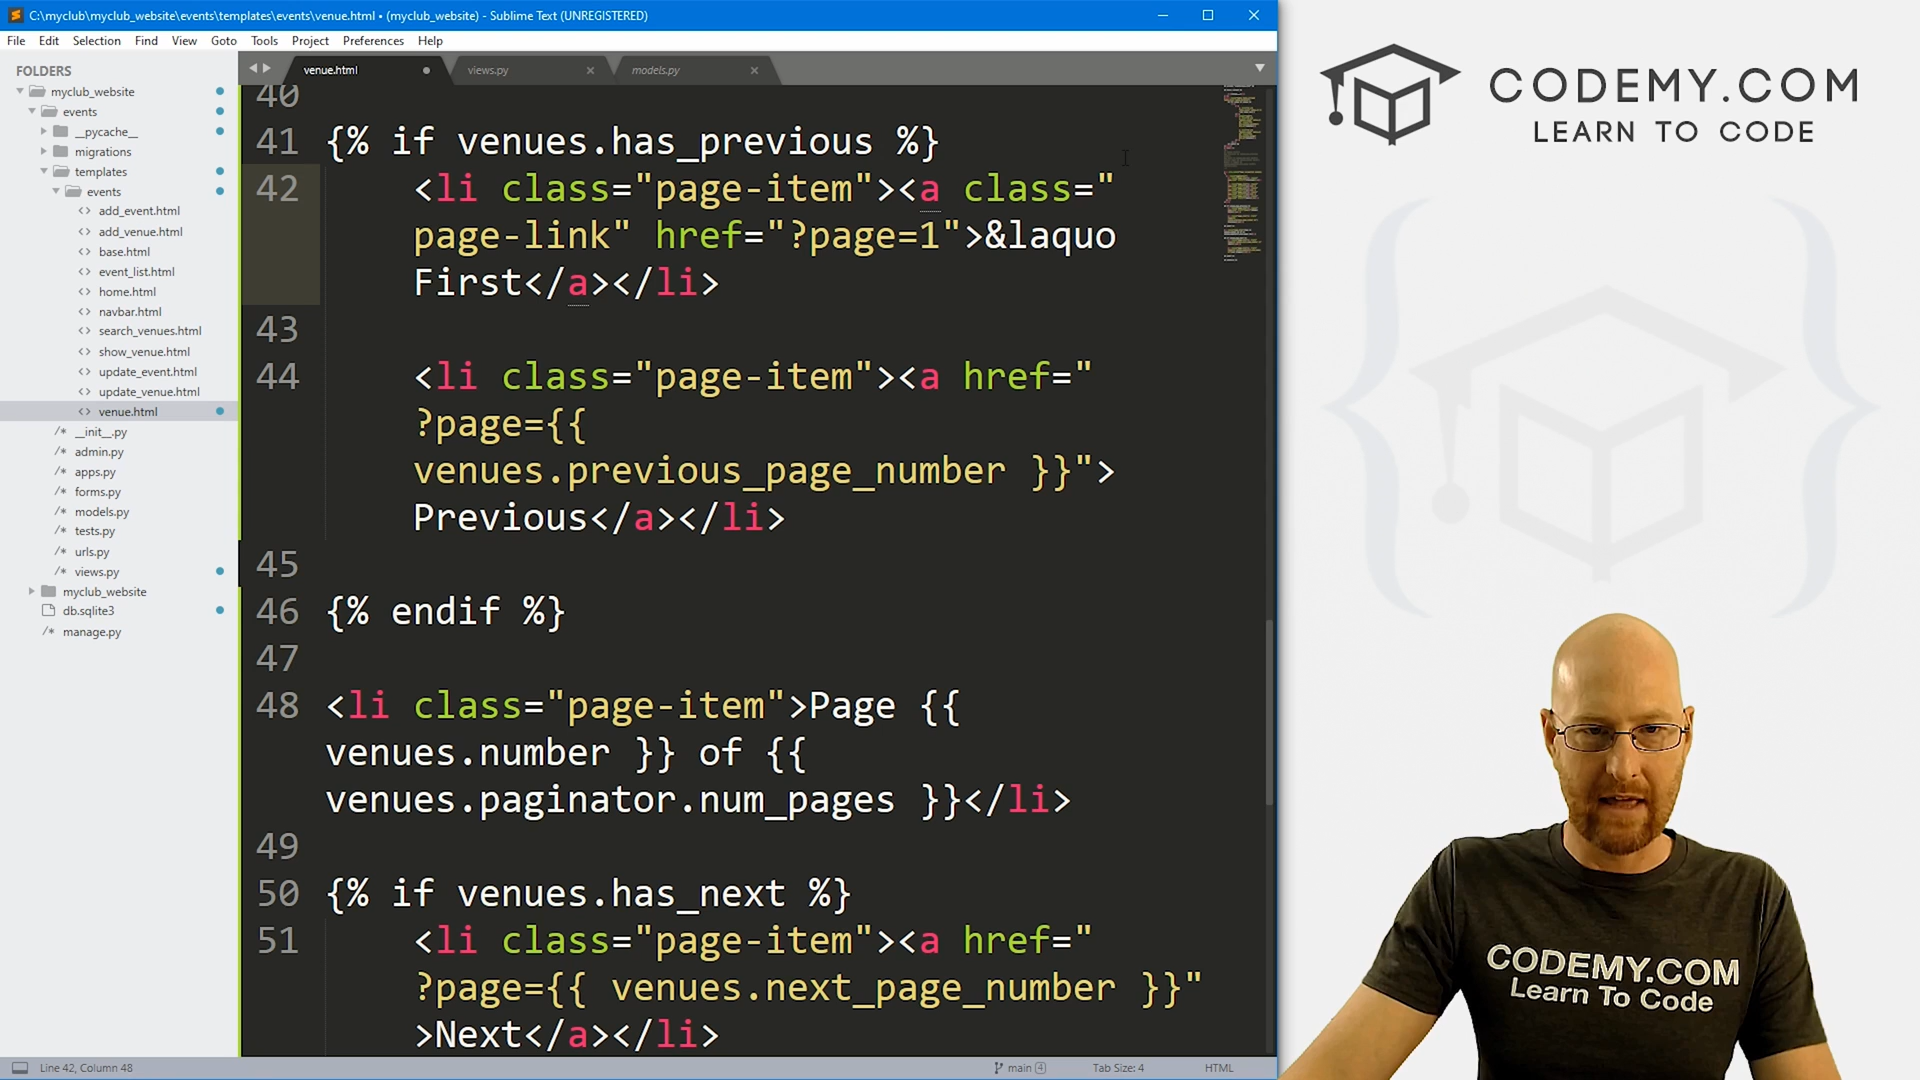 C:\myclub\myclub_website\events\templates\events\venue.html • (myclub_website) - Sublime Text (UNREGISTERED)
File Edit Selection Find View Goto Tools Project Preferences Help
FOLDERS
myclub_website
events
__pycache__
migrations
templates
events
add_event.html
add_venue.html
base.html
event_list.html
home.html
navbar.html
search_venues.html
show_venue.html
update_event.html
update_venue.html
venue.html
__init__.py
admin.py
apps.py
forms.py
models.py
tests.py
urls.py
views.py
myclub_website
db.sqlite3
manage.py
venue.html views.py models.py
40
41 {% if venues.has_previous %}
42 <li class="page-item"><a class="
page-link" href="?page=1">&laquo
First</a></li>
43
44 <li class="page-item"><a href="
?page={{
venues.previous_page_number }}">
Previous</a></li>
45
46 {% endif %}
47
48 <li class="page-item">Page {{
venues.number }} of {{
venues.paginator.num_pages }}</li>
49
50 {% if venues.has_next %}
51 <li class="page-item"><a href="
?page={{ venues.next_page_number }}"
>Next</a></li>
Line 42, Column 48
main 4
Tab Size: 4
HTML
CODEMY.COM
LEARN TO CODE
CODEMY.COM
Learn To Code